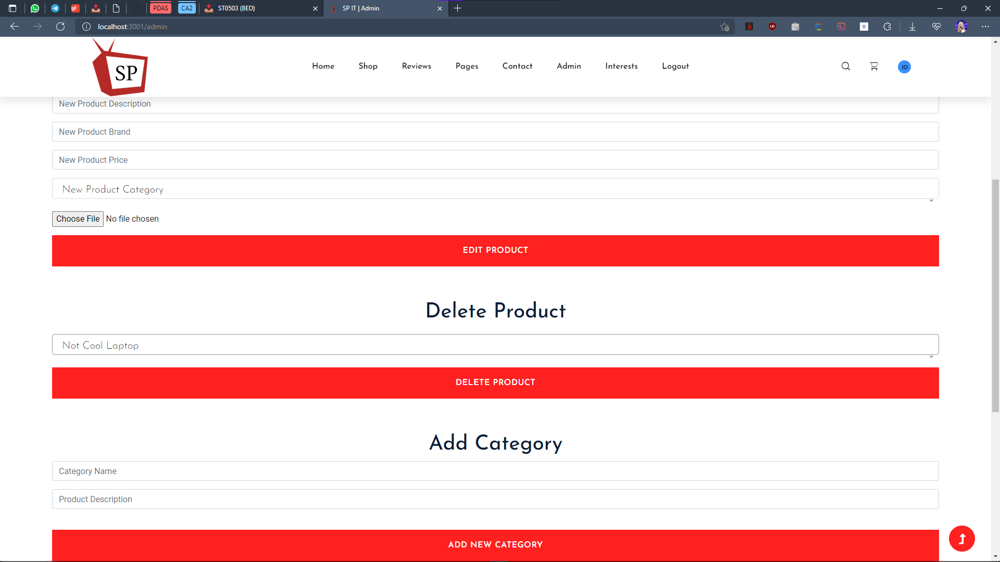 PDAS
CA2
ST0503 (BED)
SP IT | Admin
localhost:3001/admin
SP
Home
Shop
Reviews
Pages
Contact
Admin
Interests
Logout
JO
New Product Description
New Product Brand
New Product Price
New Product Category
Choose File No file chosen
EDIT PRODUCT
Delete Product
Not Cool Laptop
DELETE PRODUCT
Add Category
Category Name
Product Description
ADD NEW CATEGORY